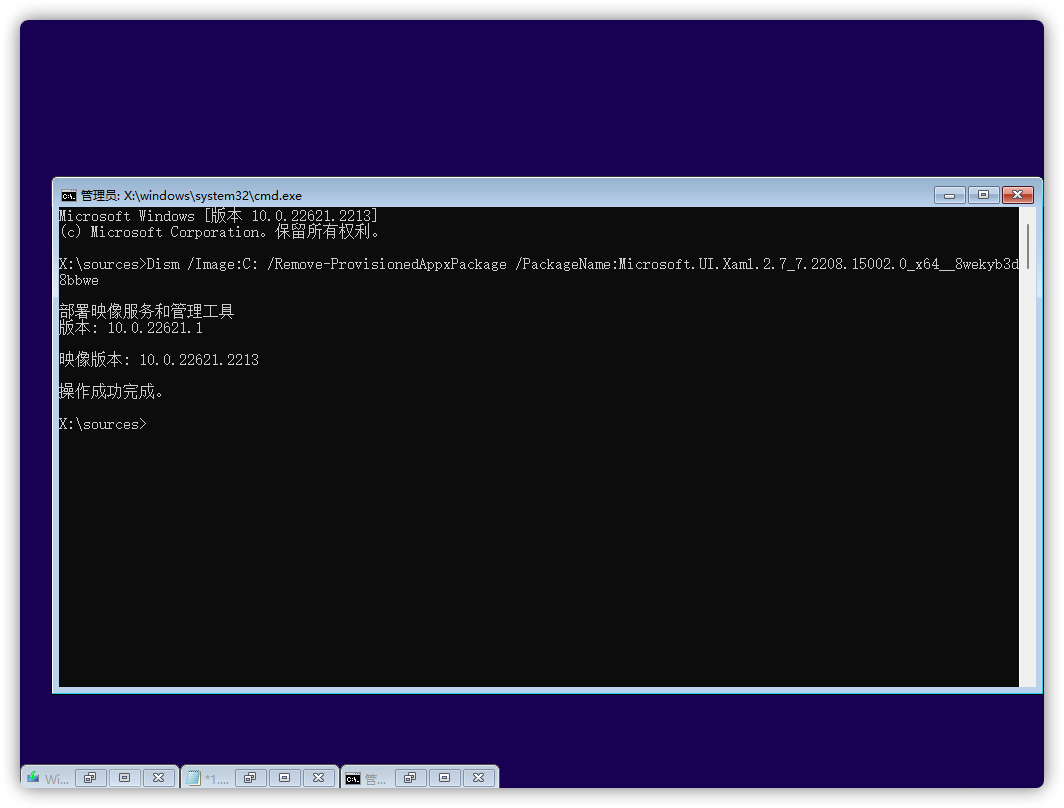 管理员: X:\windows\system32\cmd.exe
Microsoft Windows [版本 10.0.22621.2213]
(c) Microsoft Corporation。保留所有权利。
X:\sources>Dism /Image:C: /Remove-ProvisionedAppxPackage /PackageName:Microsoft.UI.Xaml.2.7_7.2208.15002.0_x64__8wekyb3d
8bbwe
部署映像服务和管理工具
版本: 10.0.22621.1
映像版本: 10.0.22621.2213
操作成功完成。
X:\sources>
Wi... *1.... 管...